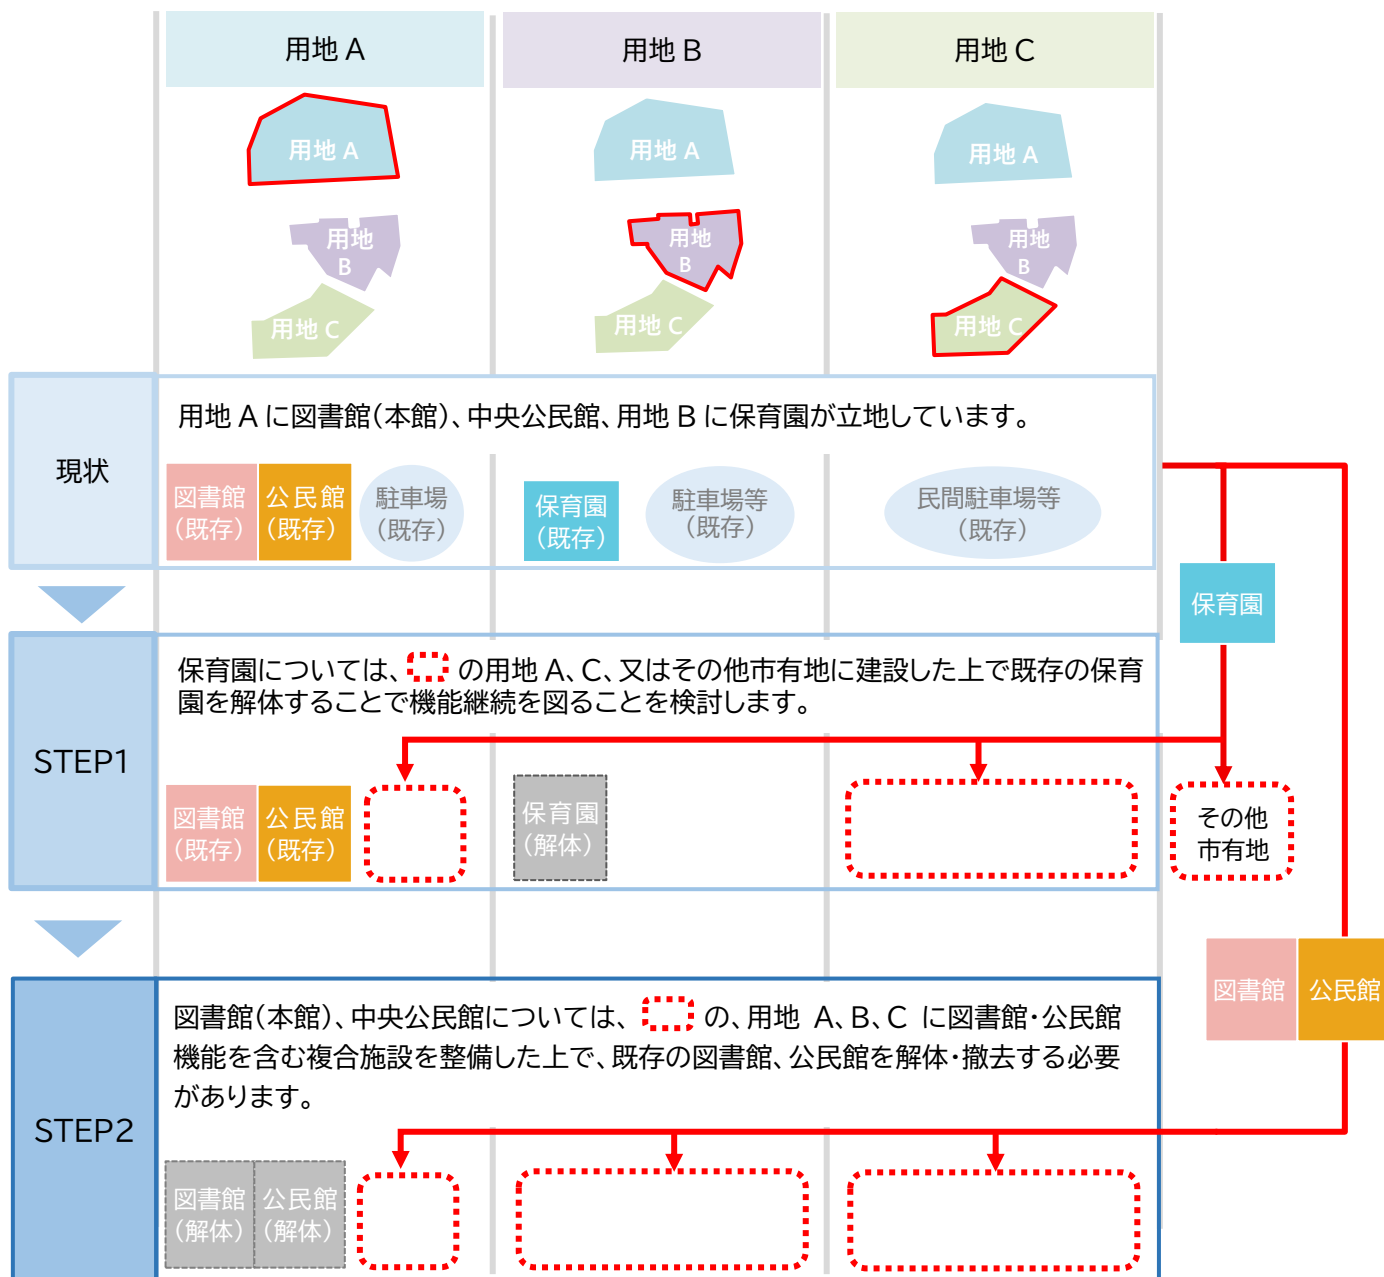 用地 A
用地 B
用地 C
用地 A
用地
B
用地 C
用地 A
用地
B
用地 C
用地 A
用地
B
用地 C
現状
用地 A に図書館(本館)、中央公民館、用地 B に保育園が立地しています。
図書館
(既存)
公民館
(既存)
駐車場
(既存)
保育園
(既存)
駐車場等
(既存)
民間駐車場等
(既存)
保育園
STEP1
保育園については、 の用地 A、C、又はその他市有地に建設した上で既存の保育
園を解体することで機能継続を図ることを検討します。
図書館
(既存)
公民館
(既存)
保育園
(解体)
その他
市有地
図書館
公民館
STEP2
図書館(本館)、中央公民館については、 の、用地 A、B、C に図書館・公民館
機能を含む複合施設を整備した上で、既存の図書館、公民館を解体・撤去する必要
があります。
図書館
(解体)
公民館
(解体)